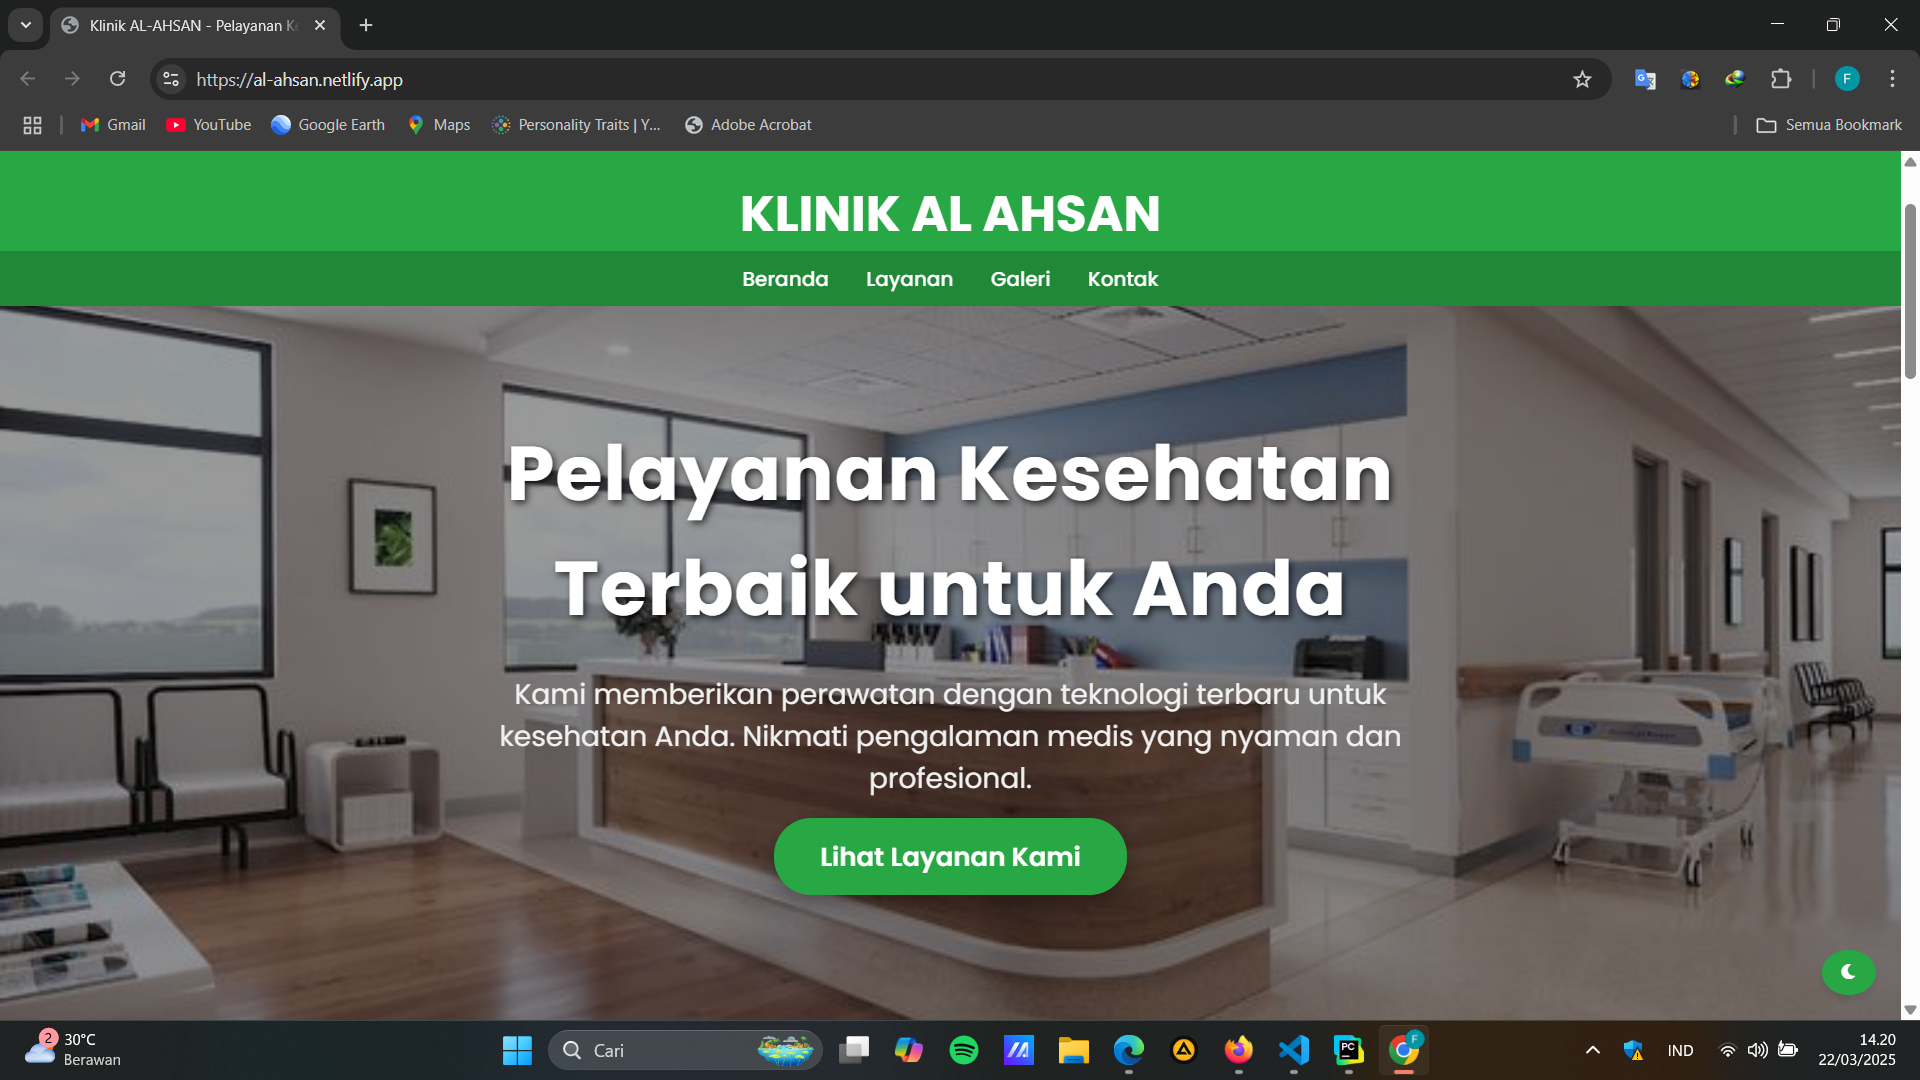 Klinik AL-AHSAN - Pelayanan Ke
https://al-ahsan.netlify.app
F
Gmail
YouTube
Google Earth
Maps
Personality Traits | Y...
Adobe Acrobat
Semua Bookmark
KLINIK AL AHSAN
Beranda
Layanan
Galeri
Kontak
Pelayanan Kesehatan
Terbaik untuk Anda
Kami memberikan perawatan dengan teknologi terbaru untuk
kesehatan Anda. Nikmati pengalaman medis yang nyaman dan
profesional.
Lihat Layanan Kami
2
30°C
Berawan
Cari
PC
F
IND
14.20
22/03/2025